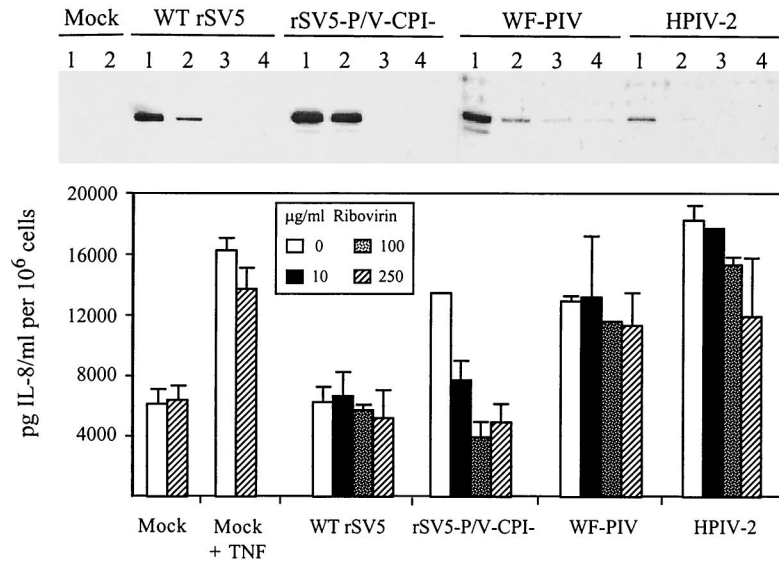 Mock WT rSV5 rSV5-P/V-CPI- WF-PIV HPIV-2
1 2 1 2 3 4 1 2 3 4 1 2 3 4 1 2 3 4
20000
16000
12000
8000
4000
pg IL-8/ml per 10⁶ cells
µg/ml Ribovirin
0 100
10 250
Mock Mock WT rSV5 rSV5-P/V-CPI- WF-PIV HPIV-2
+ TNF